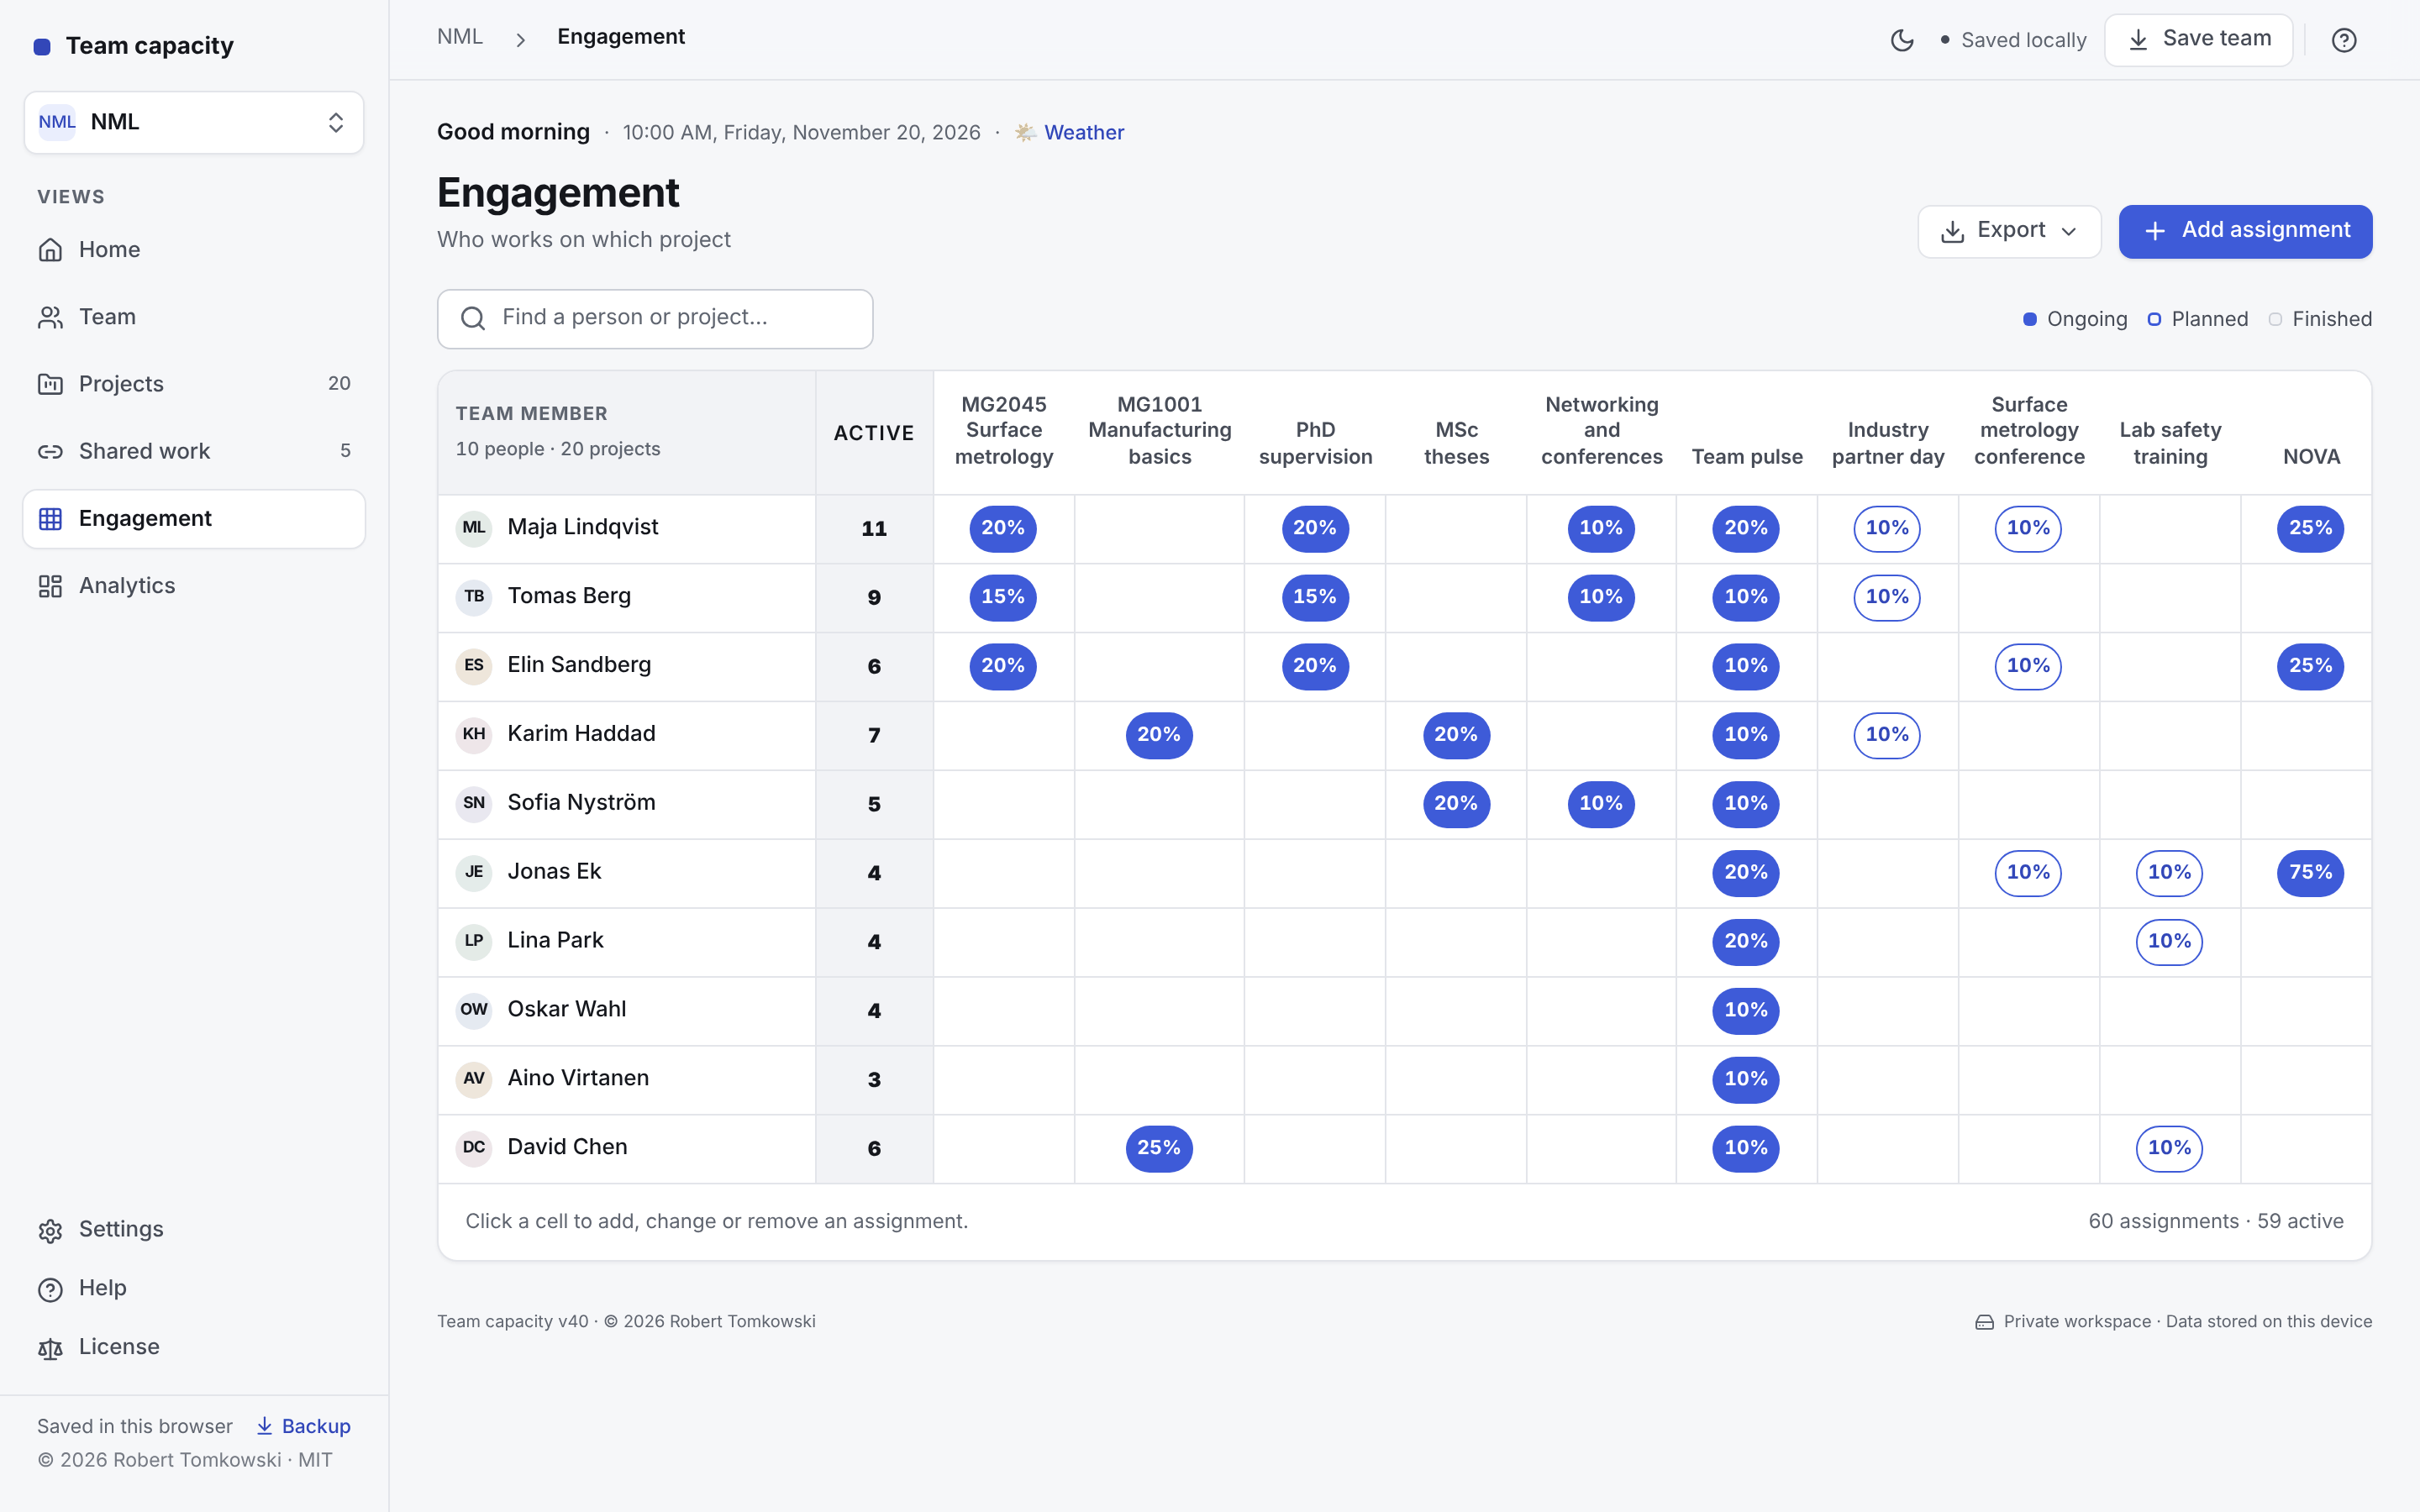 Team capacity
NML NML
VIEWS
Home
Team
Projects 20
Shared work 5
Engagement
Analytics
Settings
Help
License
Saved in this browser Backup
© 2026 Robert Tomkowski · MIT
NML Engagement
Saved locally Save team
Good morning · 10:00 AM, Friday, November 20, 2026 · Weather
Engagement
Who works on which project
Export Add assignment
Find a person or project...
Ongoing Planned Finished
TEAM MEMBER
10 people · 20 projects
ACTIVE
MG2045
Surface
metrology
MG1001
Manufacturing
basics
PhD
supervision
MSc
theses
Networking
and
conferences
Team pulse
Industry
partner day
Surface
metrology
conference
Lab safety
training
NOVA
ML Maja Lindqvist 11 20% 20% 10% 20% 10% 10% 25%
TB Tomas Berg 9 15% 15% 10% 10% 10%
ES Elin Sandberg 6 20% 20% 10% 10% 25%
KH Karim Haddad 7 20% 20% 10% 10%
SN Sofia Nyström 5 20% 10% 10%
JE Jonas Ek 4 20% 10% 10% 75%
LP Lina Park 4 20% 10%
OW Oskar Wahl 4 10%
AV Aino Virtanen 3 10%
DC David Chen 6 25% 10% 10%
Click a cell to add, change or remove an assignment.
60 assignments · 59 active
Team capacity v40 · © 2026 Robert Tomkowski
Private workspace · Data stored on this device